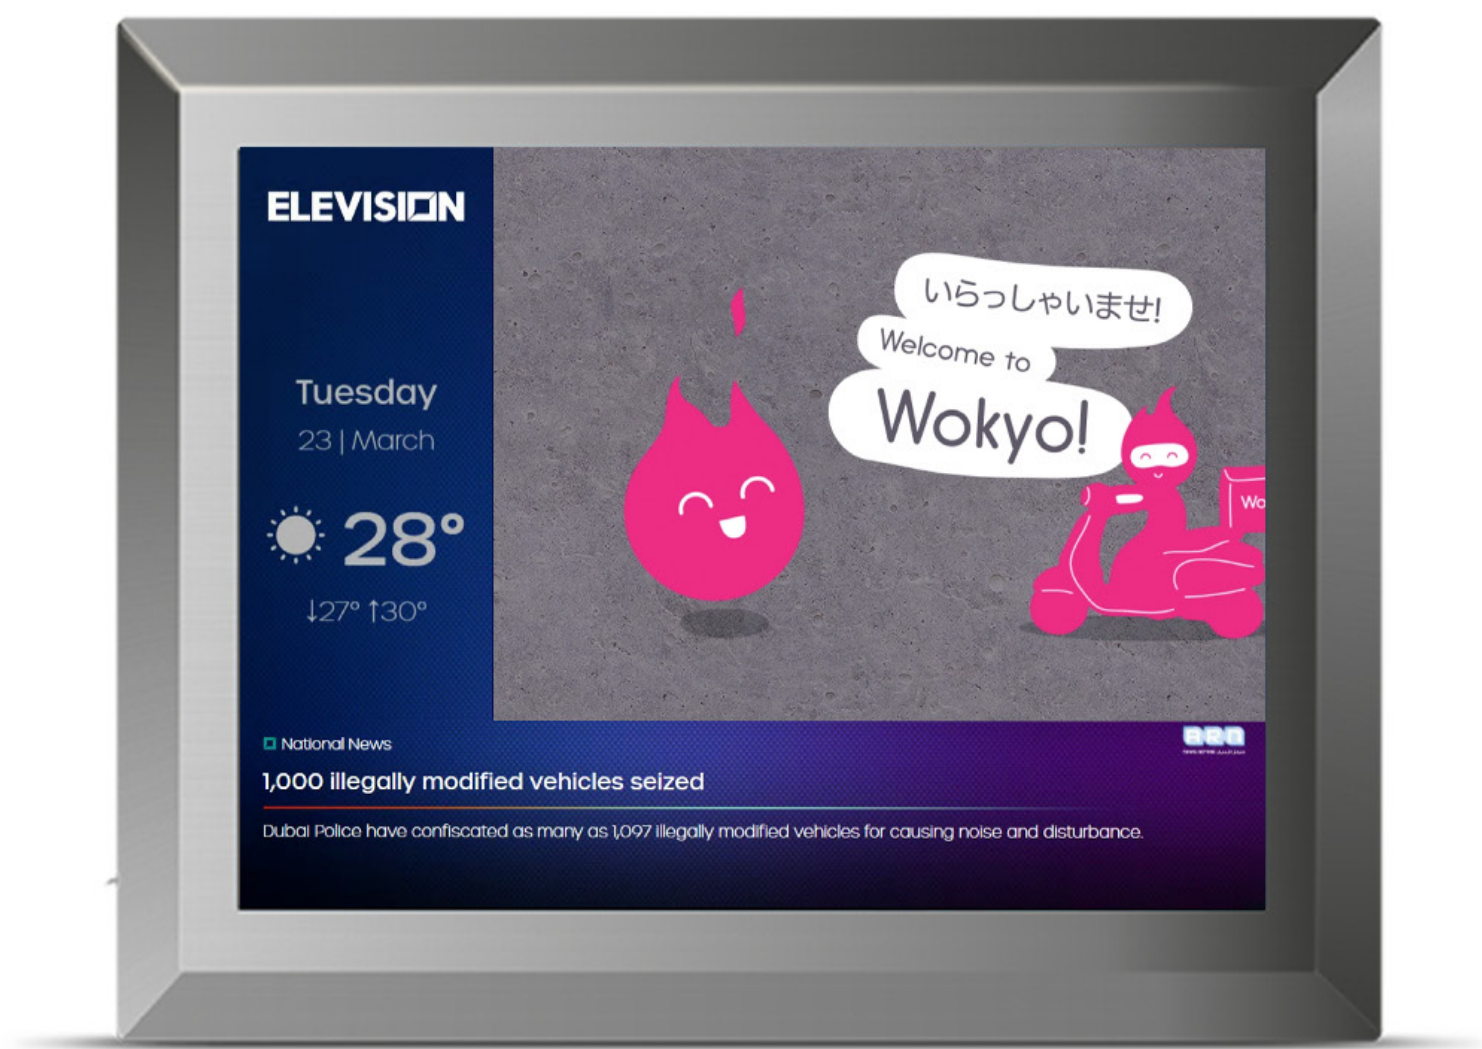 ELEVISION
Tuesday
23 | March
28°
↓27° ↑30°
いらっしゃいませ!
Welcome to
Wokyo!
Wo
National News
ARN
1,000 illegally modified vehicles seized
Dubai Police have confiscated as many as 1,097 illegally modified vehicles for causing noise and disturbance.